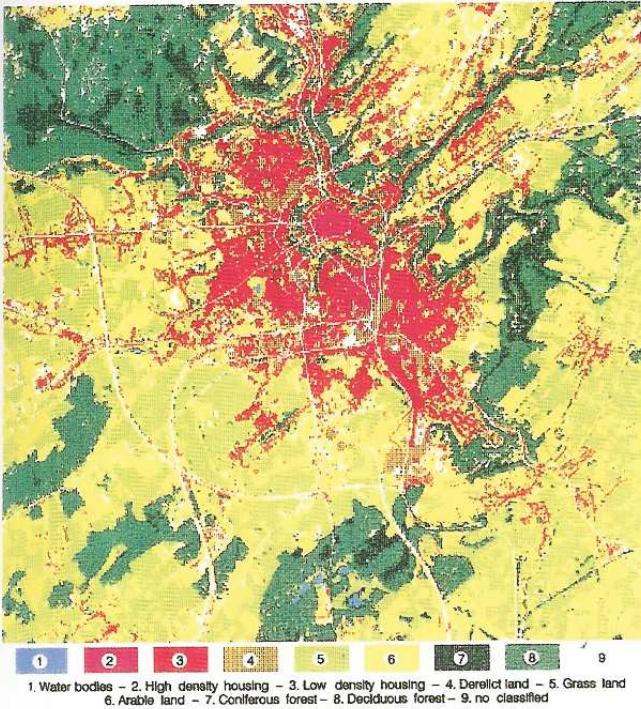 1 2 3 4 5 6 7 8 9
1. Water bodies – 2. High density housing – 3. Low density housing – 4. Derelict land – 5. Grass land
6. Arable land – 7. Coniferous forest – 8. Deciduous forest – 9. no classified